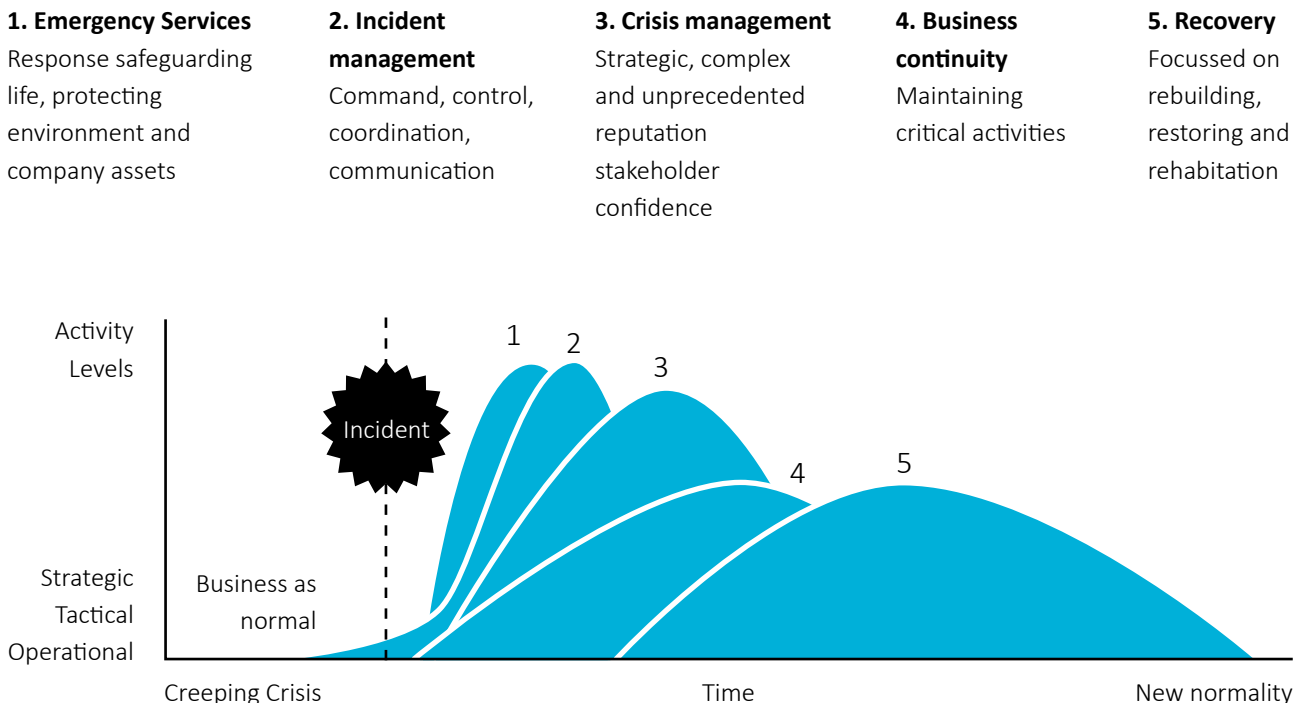 1. Emergency Services
Response safeguarding
life, protecting
environment and
company assets
2. Incident
management
Command, control,
coordination,
communication
3. Crisis management
Strategic, complex
and unprecedented
reputation
stakeholder
confidence
4. Business
continuity
Maintaining
critical activities
5. Recovery
Focussed on
rebuilding,
restoring and
rehabitation
Activity
Levels
Incident
1
2
3
4
5
Strategic
Tactical
Operational
Business as
normal
Creeping Crisis
Time
New normality